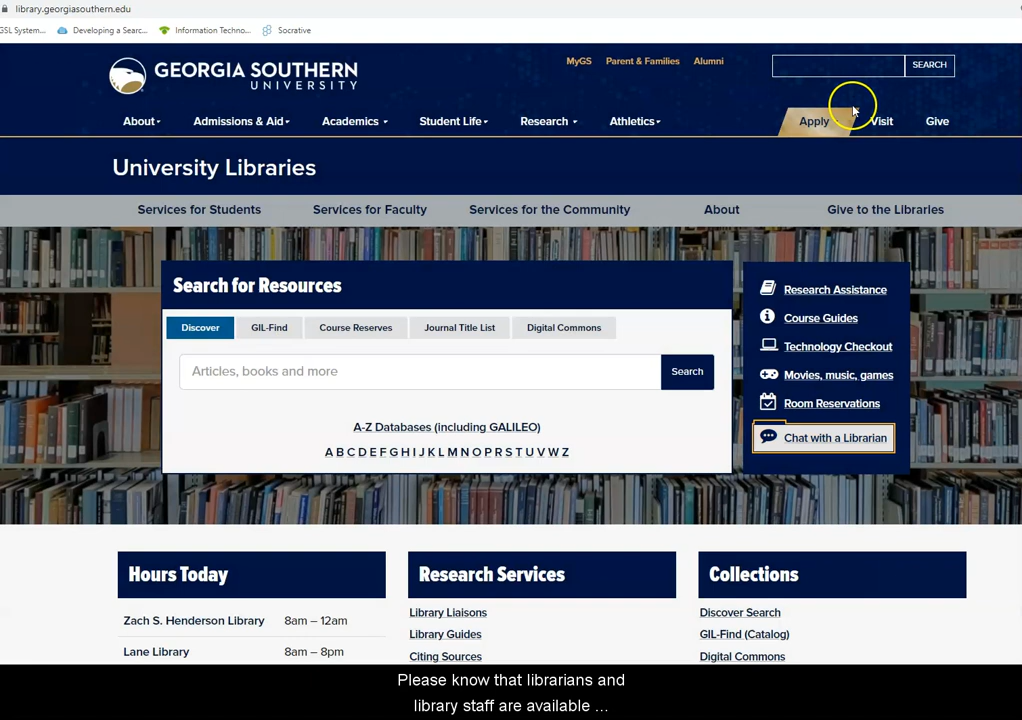 library.georgiasouthern.edu
GSL System... Developing a Searc... Information Techno... Socrative
MyGS Parent & Families Alumni SEARCH
GEORGIA SOUTHERN
UNIVERSITY
About Admissions & Aid Academics Student Life Research Athletics Apply Visit Give
University Libraries
Services for Students Services for Faculty Services for the Community About Give to the Libraries
Search for Resources
Discover GIL-Find Course Reserves Journal Title List Digital Commons
Articles, books and more Search
A-Z Databases (including GALILEO)
A B C D E F G H I J K L M N O P R S T U V W Z
Research Assistance
Course Guides
Technology Checkout
Movies, music, games
Room Reservations
Chat with a Librarian
Hours Today
Zach S. Henderson Library 8am – 12am
Lane Library 8am – 8pm
Research Services
Library Liaisons
Library Guides
Citing Sources
Collections
Discover Search
GIL-Find (Catalog)
Digital Commons
Please know that librarians and
library staff are available ...